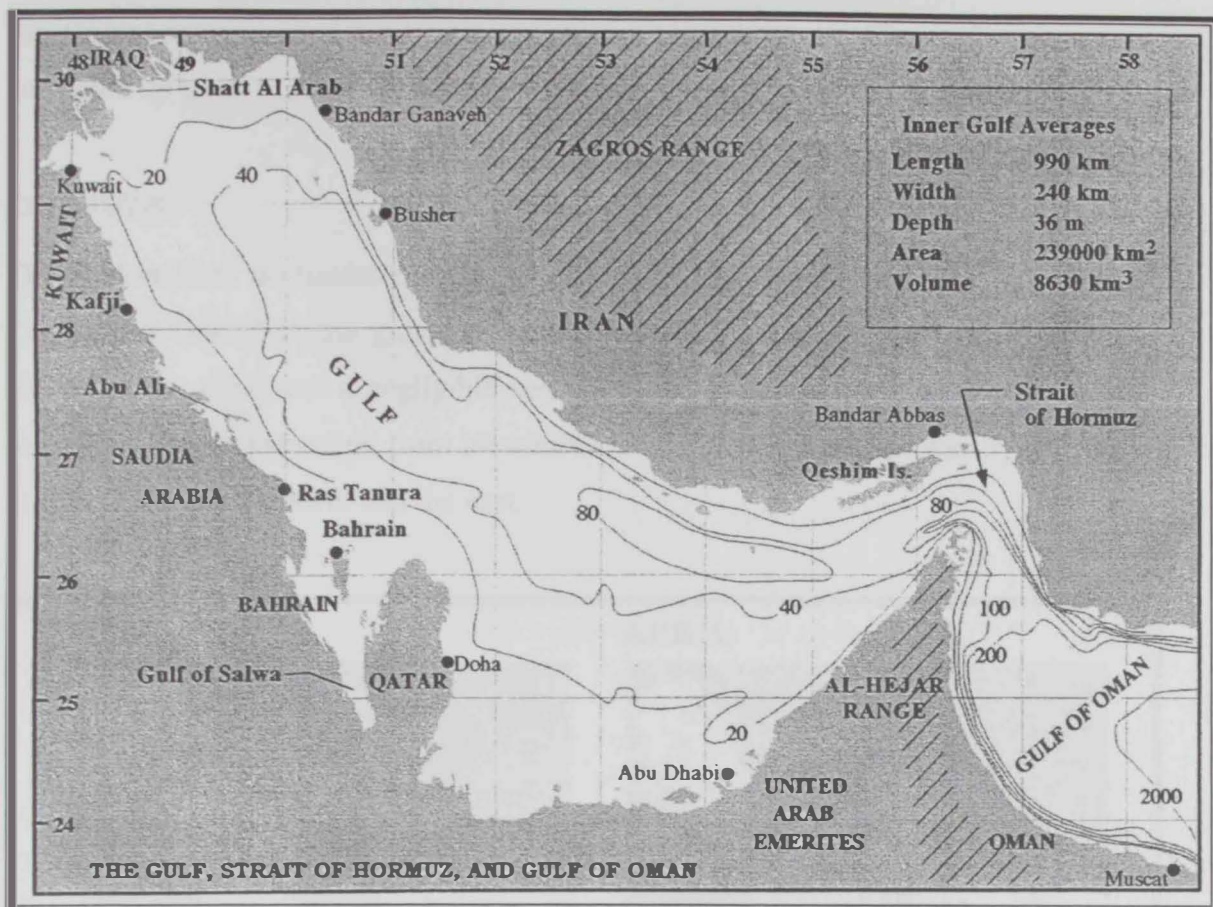 48
IRAQ
49
51
52
53
54
55
56
57
58
30
Shatt Al Arab
Bandar Ganaveh
ZAGROS RANGE
Inner Gulf Averages
Length 990 km
Width 240 km
Depth 36 m
Area 239000 km²
Volume 8630 km³
29
Kuwait
20
40
Busher
KUWAIT
Kafji
28
IRAN
GULF
Abu Ali
Strait
of Hormuz
Bandar Abbas
27
SAUDIA
ARABIA
Qeshim Is.
Ras Tanura
80
80
Bahrain
26
BAHRAIN
40
100
200
Gulf of Salwa
QATAR
Doha
25
AL-HEJAR
RANGE
GULF OF OMAN
20
Abu Dhabi
UNITED
ARAB
EMERITES
2000
24
OMAN
THE GULF, STRAIT OF HORMUZ, AND GULF OF OMAN
Muscat